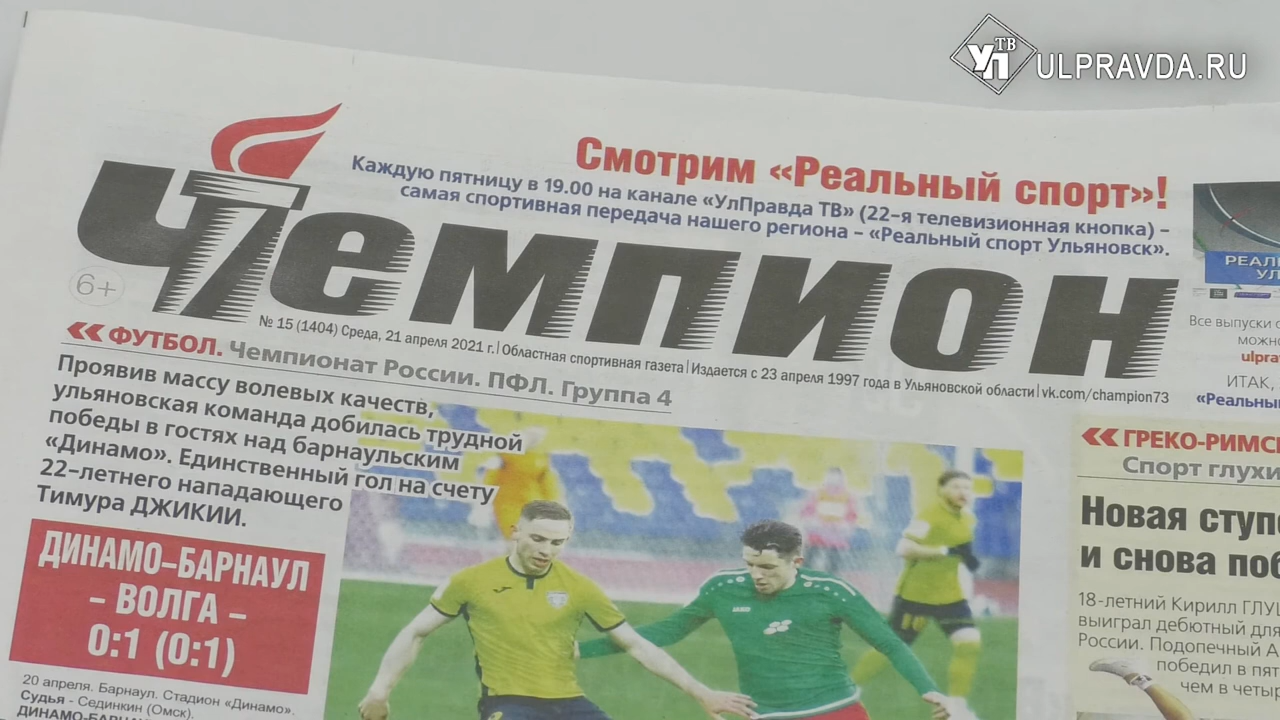 УП ТВ ULPRAVDA.RU
Смотрим «Реальный спорт»!
Каждую пятницу в 19.00 на канале «УлПравда ТВ» (22-я телевизионная кнопка) –
самая спортивная передача нашего региона – «Реальный спорт Ульяновск».
Чемпион
6+
№ 15 (1404) Среда, 21 апреля 2021 г. | Областная спортивная газета | Издается с 23 апреля 1997 года в Ульяновской области | vk.com/champion73
ФУТБОЛ. Чемпионат России. ПФЛ. Группа 4
Проявив массу волевых качеств,
ульяновская команда добилась трудной
победы в гостях над барнаульским
«Динамо». Единственный гол на счету
22-летнего нападающего
Тимура ДЖИКИИ.
ДИНАМО-БАРНАУЛ
– ВОЛГА –
0:1 (0:1)
20 апреля. Барнаул. Стадион «Динамо».
Судья - Сединкин (Омск).
JAKO
РЕАЛ
УЛ
Все выпуски
можно
ulpra
ИТАК,
«Реальны
ГРЕКО-РИМС
Спорт глухи
Новая ступе
и снова поб
18-летний Кирилл ГЛУ
выиграл дебютный для
России. Подопечный А
победил в пят
чем в четыр